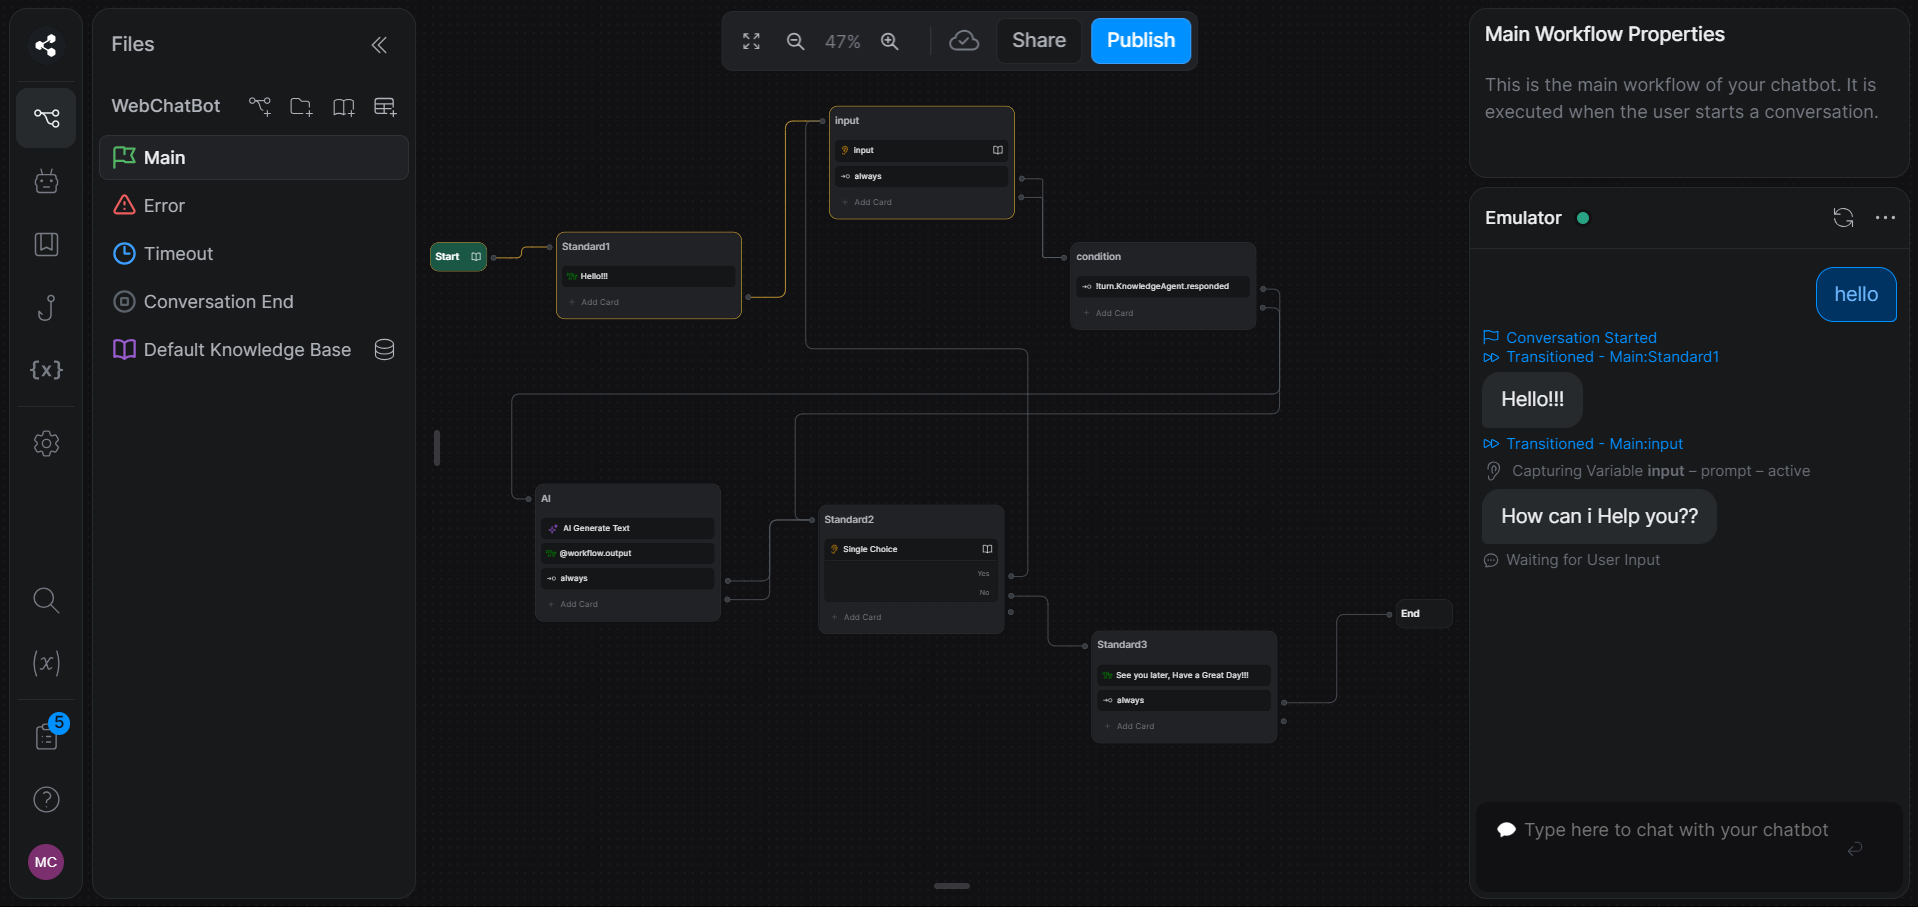 Files
WebChatBot
Main
Error
Timeout
Conversation End
Default Knowledge Base
{x}
(x)
5
MC
47%
Share
Publish
Start
Standard1
Hello!!!
+ Add Card
input
input
always
+ Add Card
condition
!turn.KnowledgeAgent.responded
+ Add Card
AI
AI Generate Text
@workflow.output
always
+ Add Card
Standard2
Single Choice
Yes
No
+ Add Card
Standard3
See you later, Have a Great Day!!!
always
+ Add Card
End
Main Workflow Properties
This is the main workflow of your chatbot. It is
executed when the user starts a conversation.
Emulator
hello
Conversation Started
Transitioned - Main:Standard1
Hello!!!
Transitioned - Main:input
Capturing Variable input – prompt – active
How can i Help you??
Waiting for User Input
Type here to chat with your chatbot